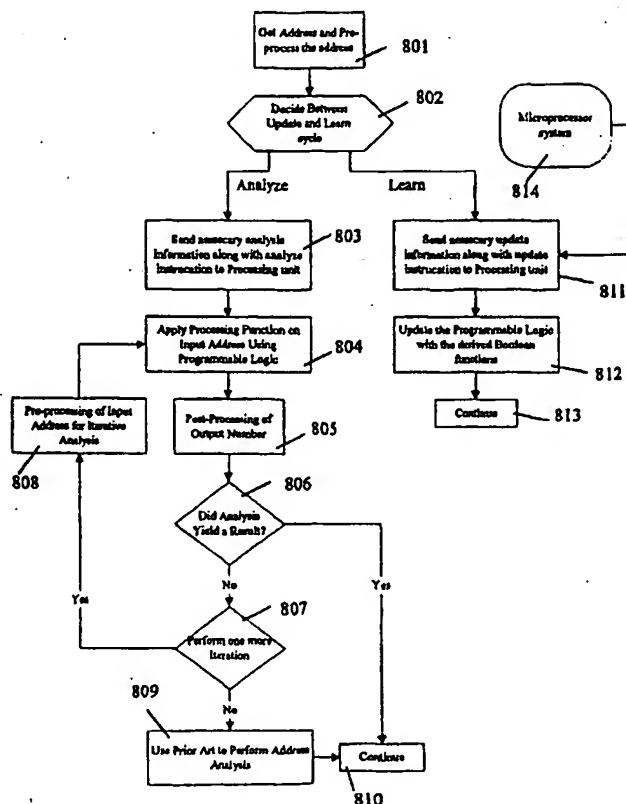 Get Address and Pre-
process the address
801
Decide Between
Update and Learn
cycle
802
Microprocessor
system
814
Analyze
Learn
Send nessecary analysis
Information along with analyze
Instrucation to Processing unit
803
Send nessecary update
Information along with update
Instrucation to Processing unit
811
Apply Processing Function on
Input Address Using
Programmable Logic
804
Update the Programmable Logic
with the derived Boolean
functions
812
Pre-processing of Input
Address for Iterative
Analysis
808
Post-Processing of
Output Number
805
Continue
813
806
Did Analysis
Yield a Result?
Yes
No
Yes
807
Perform one more
Iteration
809
No
Use Prior Art to Perform Address
Analysis
Continue
810